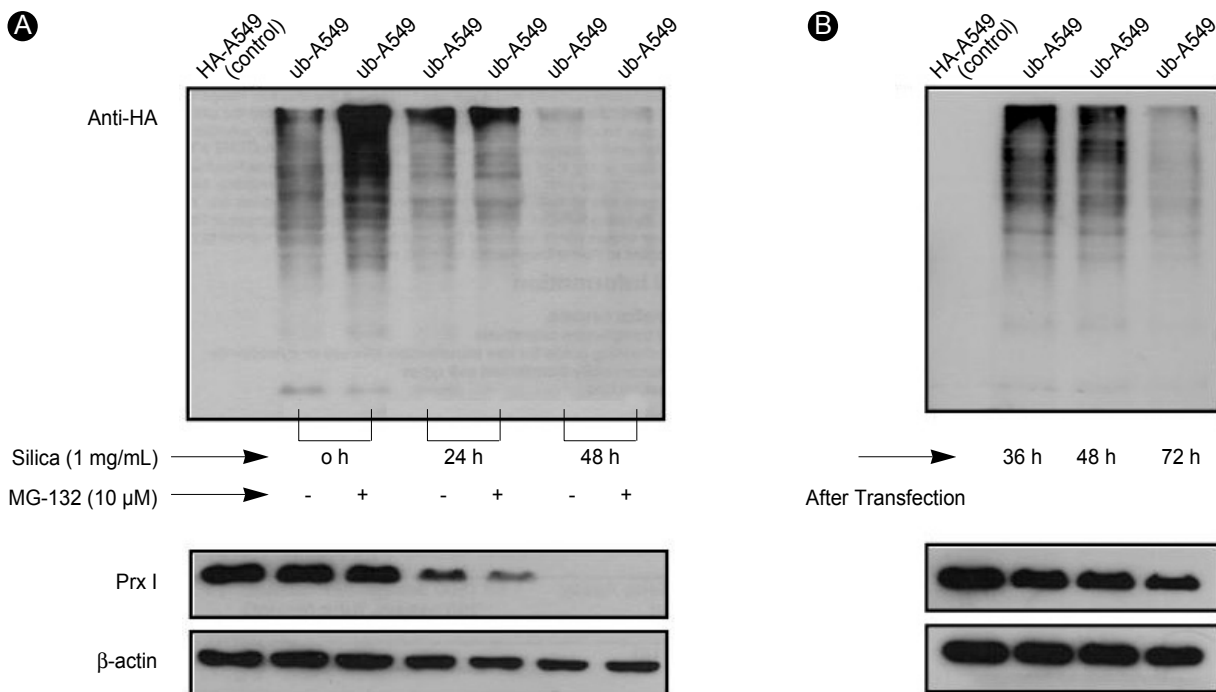 A
HA-A549
(control)
ub-A549
ub-A549
ub-A549
ub-A549
ub-A549
ub-A549
Anti-HA
Silica (1 mg/mL)
o h
24 h
48 h
MG-132 (10 μM)
-
+
-
+
-
+
Prx I
β-actin
B
HA-A549
(control)
ub-A549
ub-A549
ub-A549
36 h
48 h
72 h
After Transfection